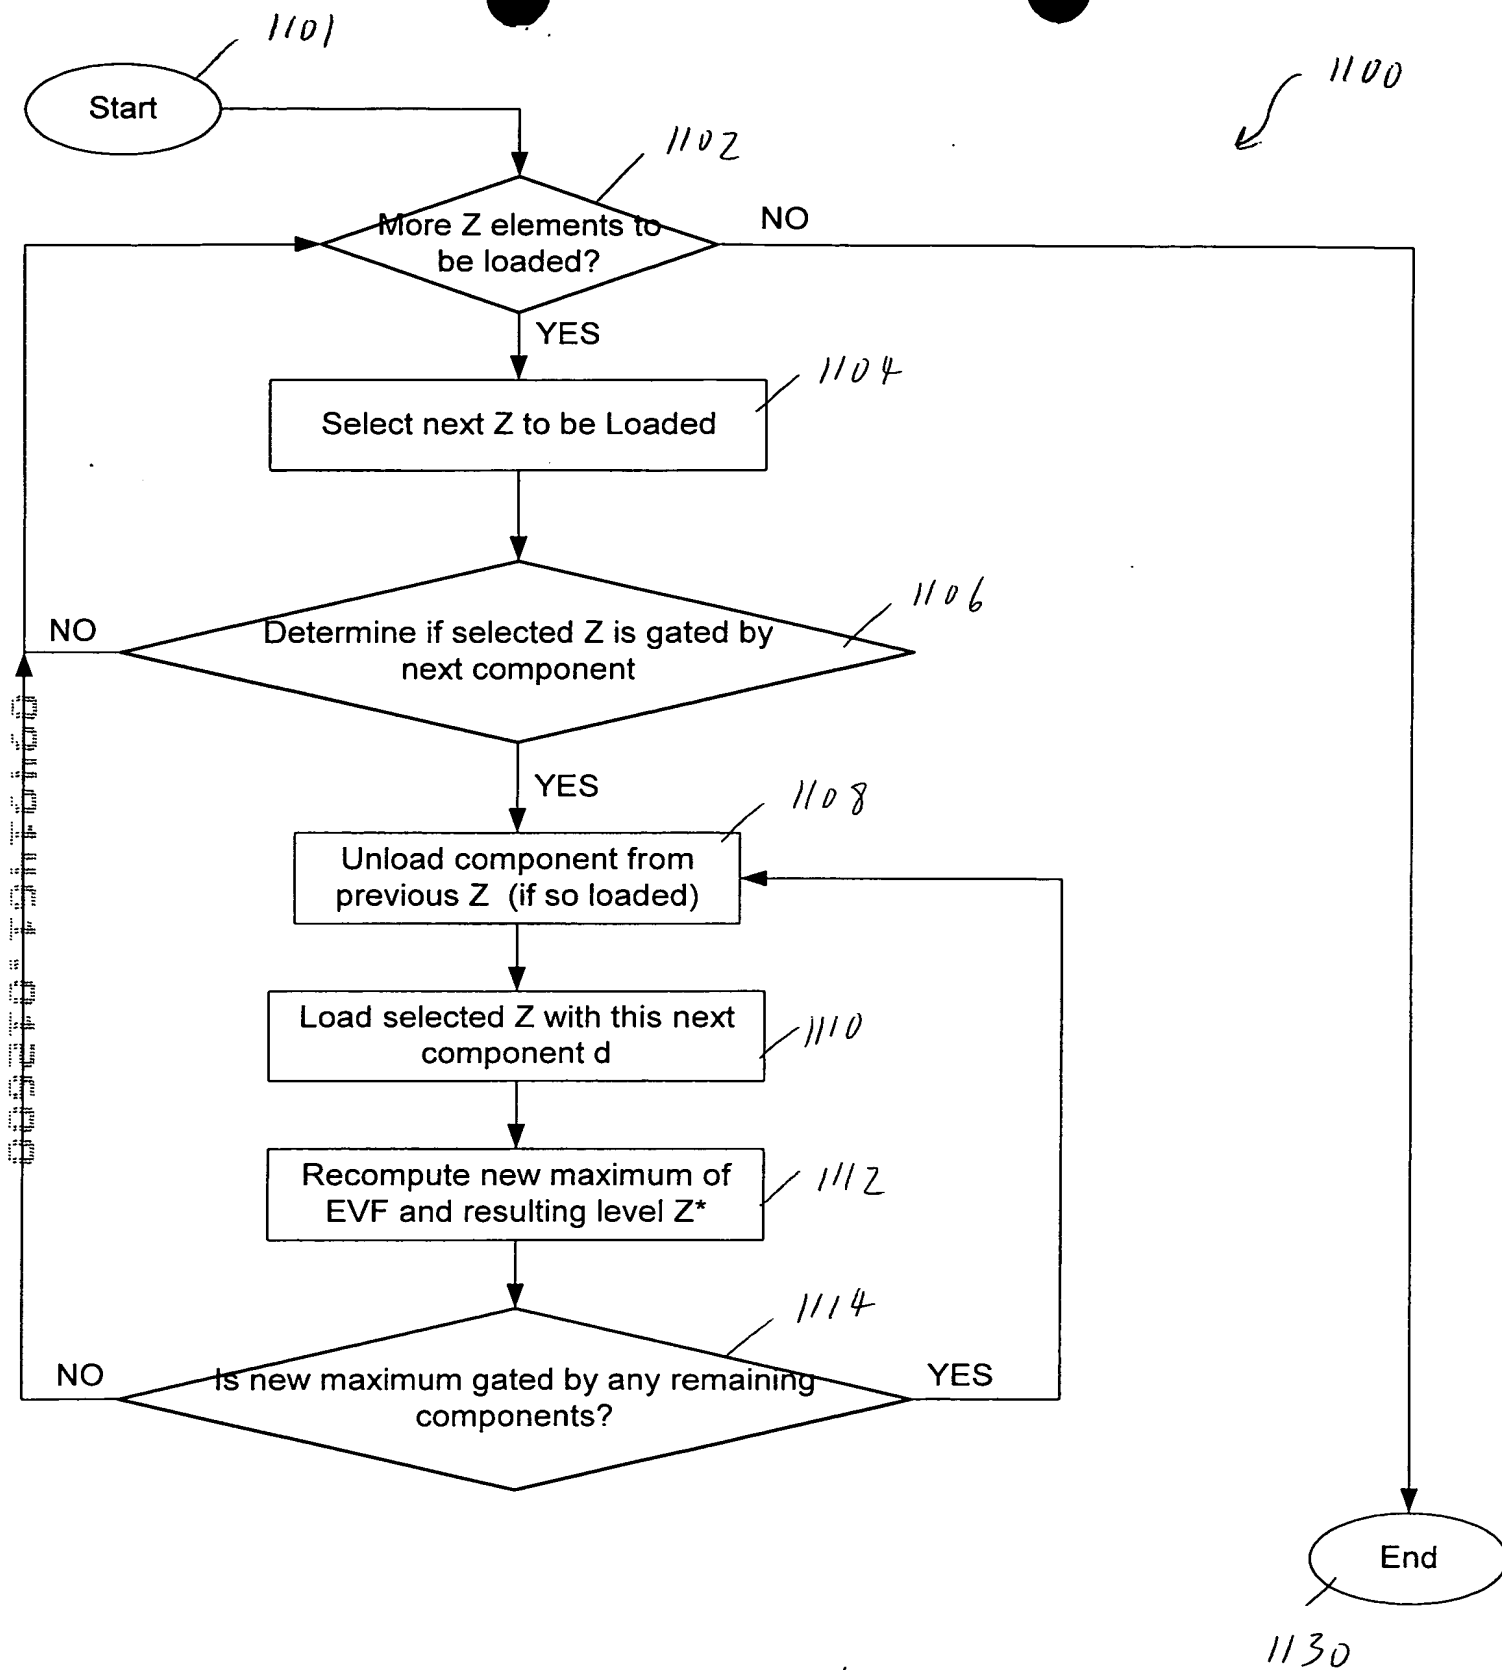 1101
Start
1100
1102
More Z elements to
be loaded?
NO
YES
1104
Select next Z to be Loaded
1106
Determine if selected Z is gated by
next component
NO
YES
1108
Unload component from
previous Z (if so loaded)
Load selected Z with this next
component d
1110
Recompute new maximum of
EVF and resulting level Z*
1112
1114
Is new maximum gated by any remaining
components?
NO
YES
End
1130